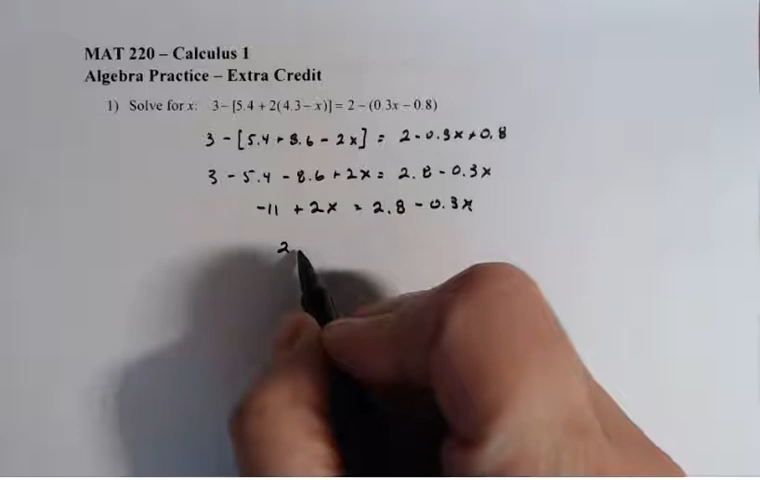 MAT 220 – Calculus 1
Algebra Practice – Extra Credit
1) Solve for x: 3– [5.4 + 2(4.3 – x)] = 2 – (0.3x – 0.8)
3 - [5.4 + 8.6 - 2x] = 2 - 0.3x + 0.8
3 - 5.4 - 8.6 + 2x = 2.8 - 0.3x
-11 + 2x = 2.8 - 0.3x
2